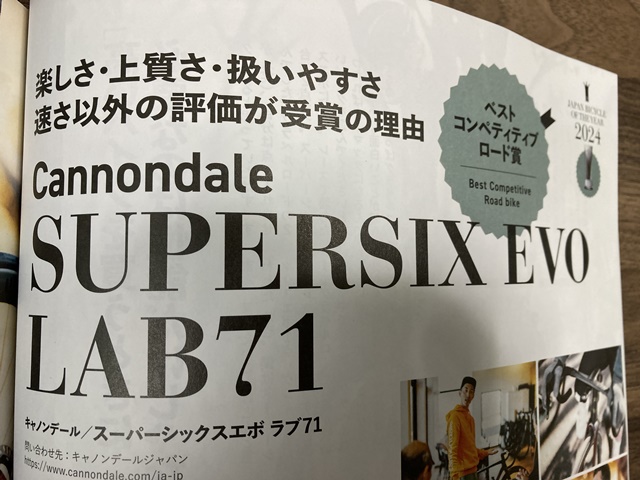 楽しさ・上質さ・扱いやすさ
速さ以外の評価が受賞の理由
Cannondale
SUPERSIX EVO
LAB71
キャノンデール／スーパーシックスエボ ラブ71
問い合わせ先：キャノンデールジャパン
https://www.cannondale.com/ja-jp
ベスト
コンペティティブ
ロード賞
Best Competitive
Road bike
JAPAN BICYCLE
OF THE YEAR
2024